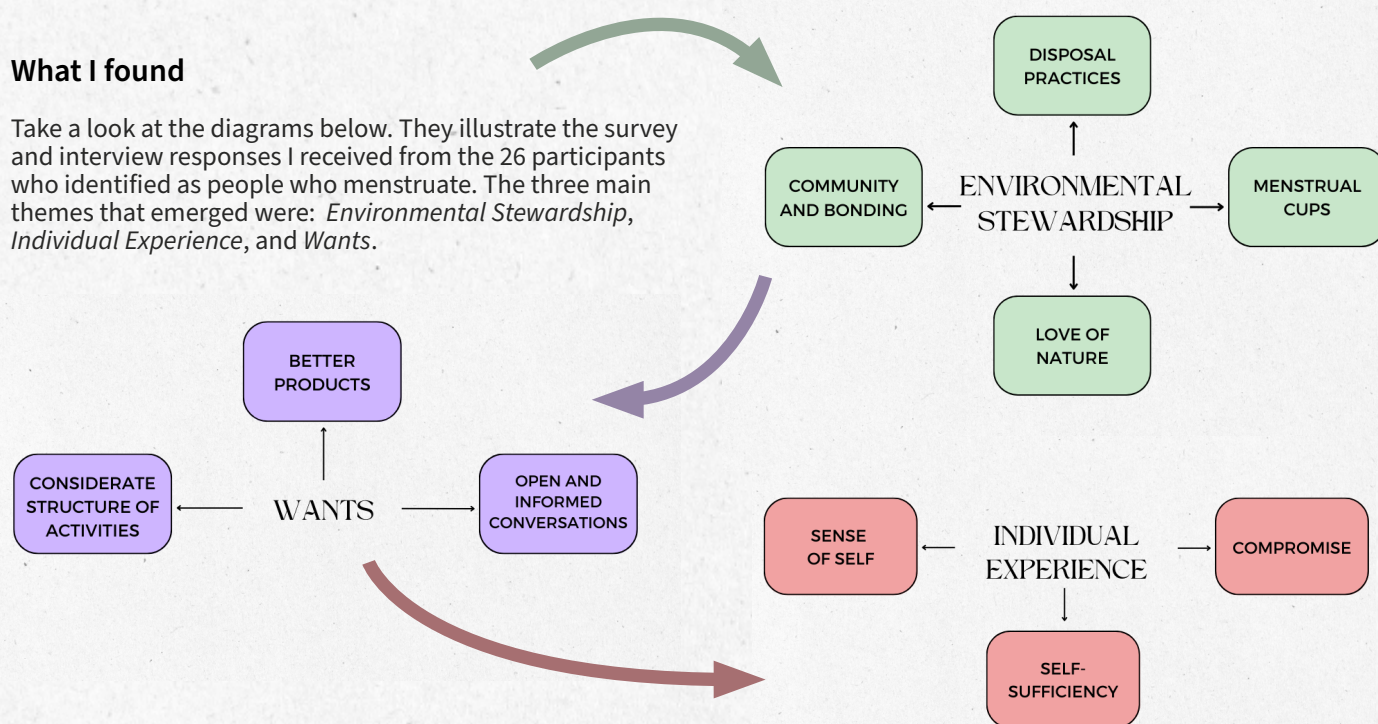 What I found
Take a look at the diagrams below. They illustrate the survey
and interview responses I received from the 26 participants
who identified as people who menstruate. The three main
themes that emerged were:  Environmental Stewardship,
Individual Experience, and Wants.
DISPOSAL
PRACTICES
COMMUNITY
AND BONDING
ENVIRONMENTAL
STEWARDSHIP
MENSTRUAL
CUPS
LOVE OF
NATURE
BETTER
PRODUCTS
CONSIDERATE
STRUCTURE OF
ACTIVITIES
WANTS
OPEN AND
INFORMED
CONVERSATIONS
SENSE
OF SELF
INDIVIDUAL
EXPERIENCE
COMPROMISE
SELF-
SUFFICIENCY